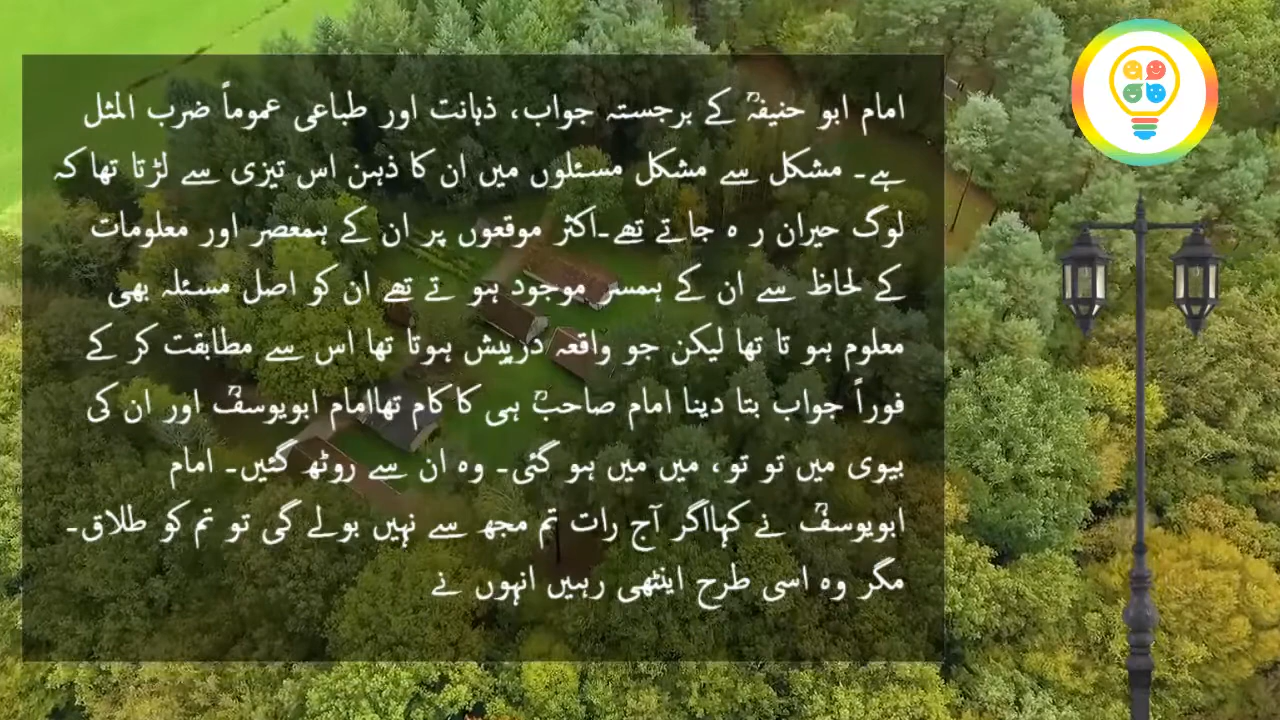 امام ابو حنیفہؒ کے برجستہ جواب، ذہانت اور طباعی عموماً ضرب المثل
ہے۔ مشکل سے مشکل مسئلوں میں ان کا ذہن اس تیزی سے لڑتا تھا کہ
لوگ حیران ر ہ جاتے تھے۔اکثر موقعوں پر ان کے ہمعصر اور معلومات
کے لحاظ سے ان کے ہمسر موجود ہو تے تھے ان کو اصل مسئلہ بھی
معلوم ہو تا تھا لیکن جو واقعہ درپیش ہوتا تھا اس سے مطابقت کر کے
فوراً جواب بتا دینا امام صاحبؒ ہی کا کام تھاامام ابویوسفؒ اور ان کی
بیوی میں تو تو، میں میں ہو گئی۔ وہ ان سے روٹھ گئیں۔ امام
ابویوسفؒ نے کہااگر آج رات تم مجھ سے نہیں بولے گی تو تم کو طلاق۔
مگر وہ اسی طرح اینٹھی رہیں انہوں نے